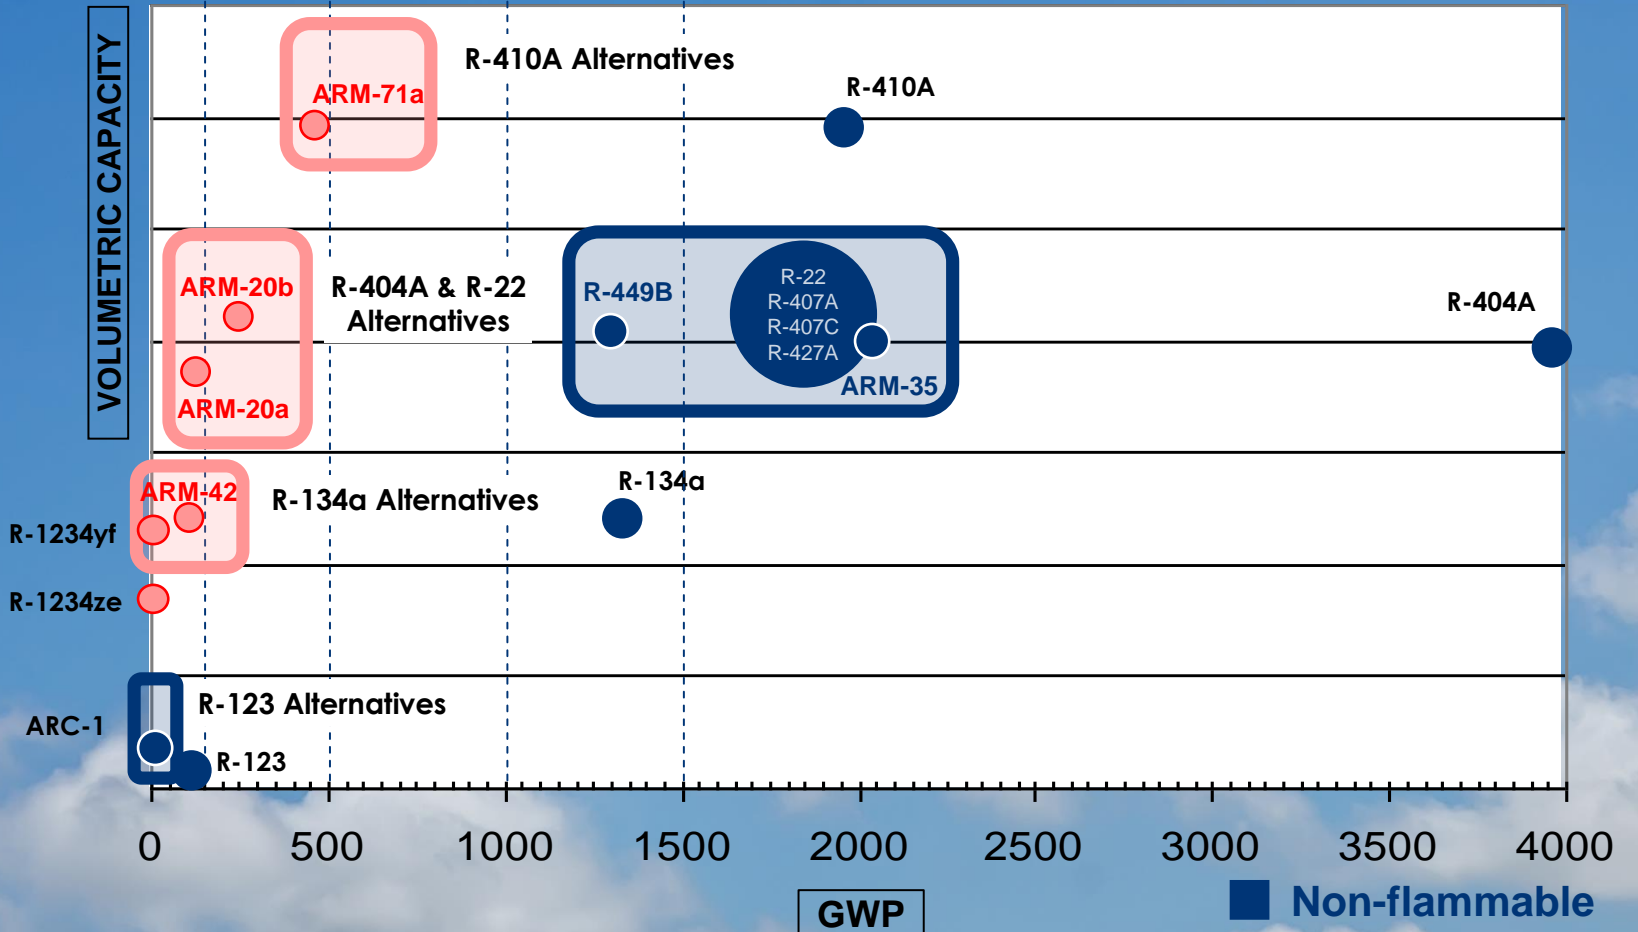 VOLUMETRIC CAPACITY
R-410A Alternatives
ARM-71a
R-410A
ARM-20b
R-404A & R-22
Alternatives
ARM-20a
R-449B
R-22
R-407A
R-407C
R-427A
ARM-35
R-404A
ARM-42
R-134a Alternatives
R-134a
R-1234yf
R-1234ze
R-123 Alternatives
ARC-1
R-123
0 500 1000 1500 2000 2500 3000 3500 4000
GWP
Non-flammable